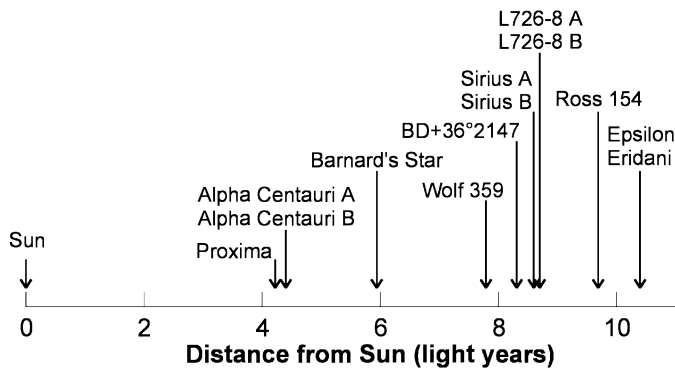 L726-8 A
L726-8 B
Sirius A
Sirius B
Ross 154
BD+36°2147
Epsilon
Eridani
Barnard's Star
Wolf 359
Alpha Centauri A
Alpha Centauri B
Sun
Proxima
0 2 4 6 8 10
Distance from Sun (light years)